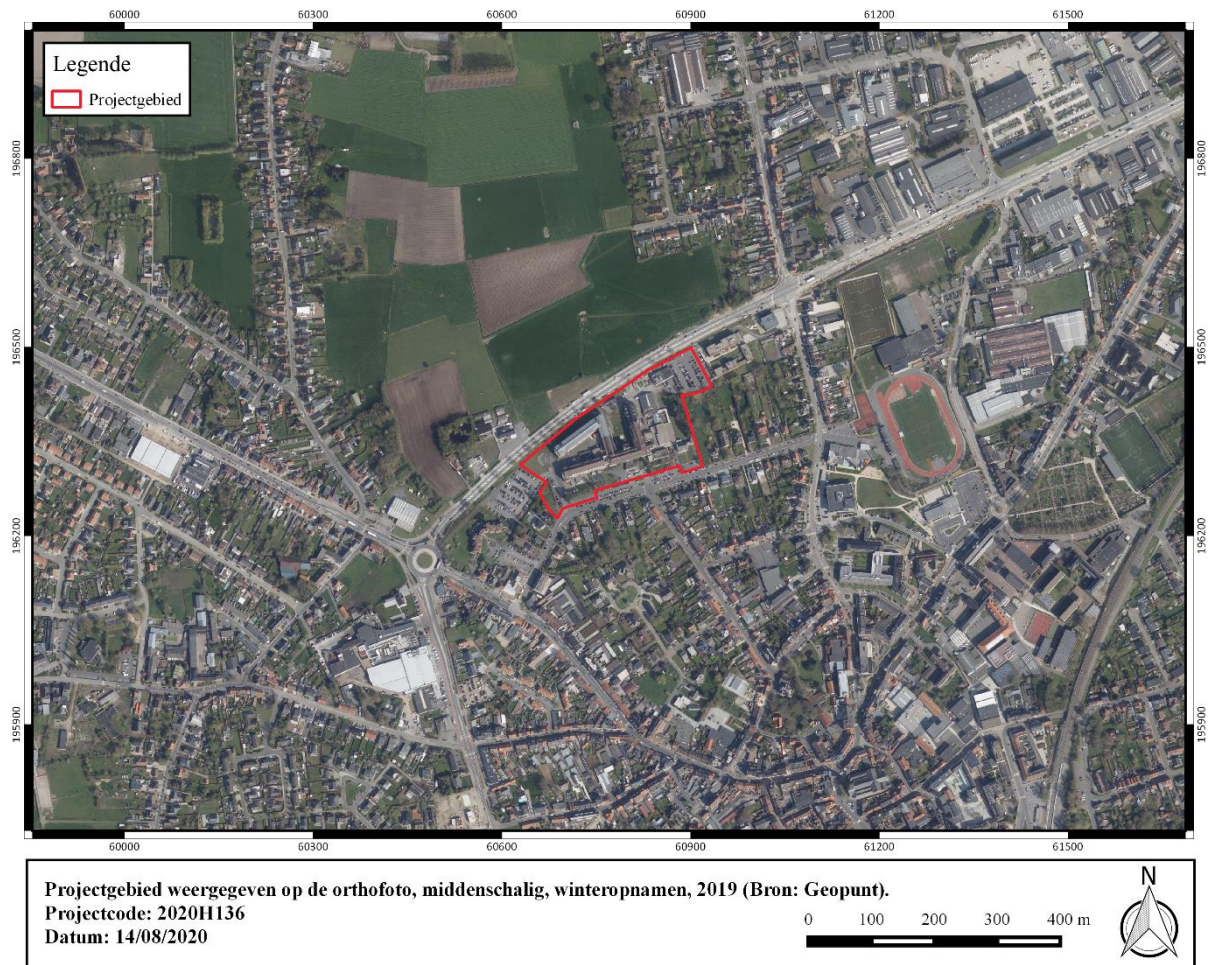 60000 60300 60600 60900 61200 61500
Legende
Projectgebied
196800 196800
196500 196500
196200 196200
195900 195900
60000 60300 60600 60900 61200 61500
Projectgebied weergegeven op de orthofoto, middenschalig, winteropnamen, 2019 (Bron: Geopunt).
Projectcode: 2020H136
Datum: 14/08/2020
0 100 200 300 400 m
N